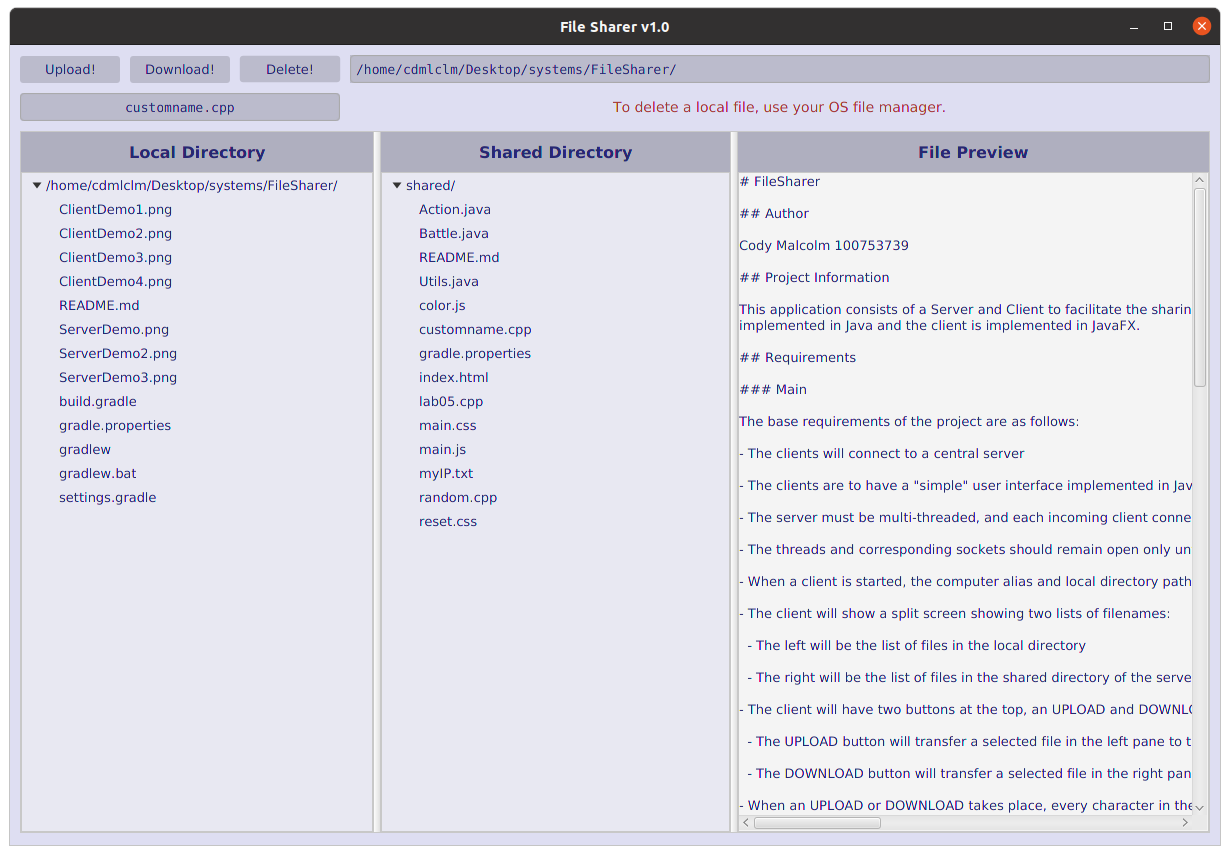 File Sharer v1.0
Upload! Download! Delete! /home/cdmlclm/Desktop/systems/FileSharer/
customname.cpp To delete a local file, use your OS file manager.
Local Directory
/home/cdmlclm/Desktop/systems/FileSharer/
ClientDemo1.png
ClientDemo2.png
ClientDemo3.png
ClientDemo4.png
README.md
ServerDemo.png
ServerDemo2.png
ServerDemo3.png
build.gradle
gradle.properties
gradlew
gradlew.bat
settings.gradle
Shared Directory
shared/
Action.java
Battle.java
README.md
Utils.java
color.js
customname.cpp
gradle.properties
index.html
lab05.cpp
main.css
main.js
myIP.txt
random.cpp
reset.css
File Preview
# FileSharer
## Author
Cody Malcolm 100753739
## Project Information
This application consists of a Server and Client to facilitate the sharin
implemented in Java and the client is implemented in JavaFX.
## Requirements
### Main
The base requirements of the project are as follows:
- The clients will connect to a central server
- The clients are to have a "simple" user interface implemented in Jav
- The server must be multi-threaded, and each incoming client conne
- The threads and corresponding sockets should remain open only un
- When a client is started, the computer alias and local directory path
- The client will show a split screen showing two lists of filenames:
- The left will be the list of files in the local directory
- The right will be the list of files in the shared directory of the serve
- The client will have two buttons at the top, an UPLOAD and DOWNLO
- The UPLOAD button will transfer a selected file in the left pane to t
- The DOWNLOAD button will transfer a selected file in the right pan
- When an UPLOAD or DOWNLOAD takes place, every character in the